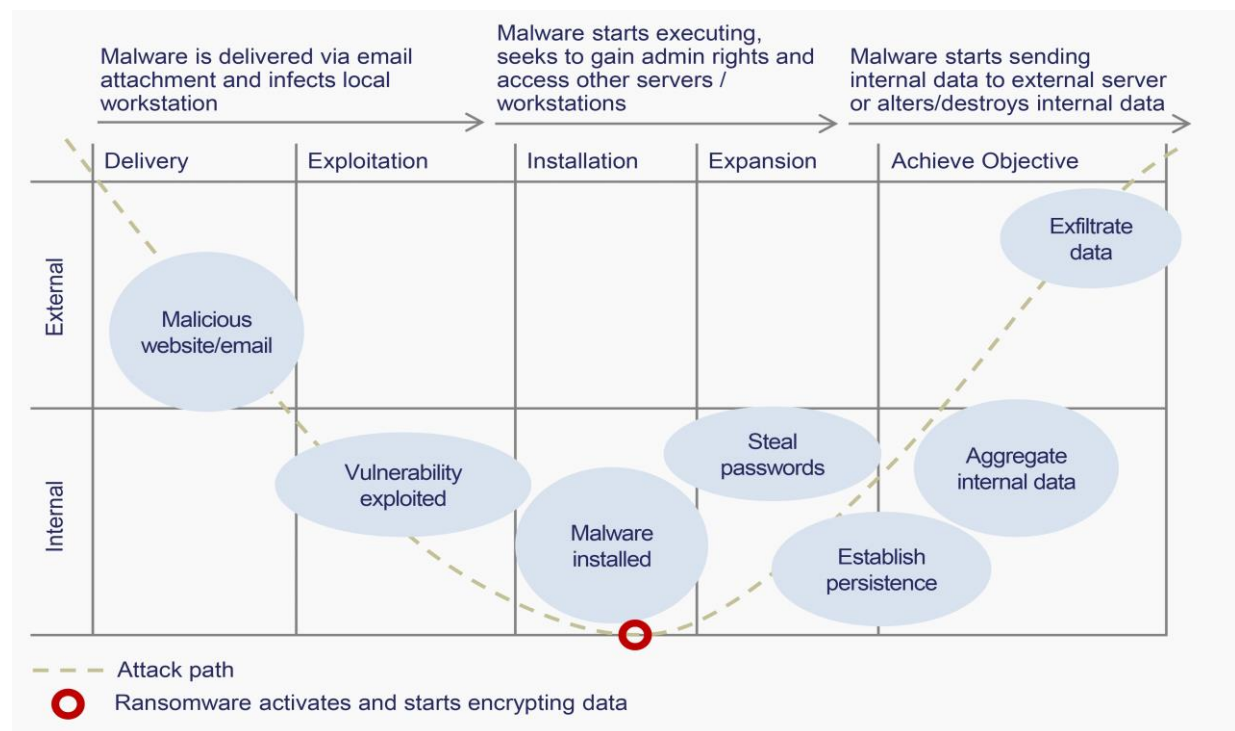 Malware is delivered via email
attachment and infects local
workstation
Malware starts executing,
seeks to gain admin rights and
access other servers /
workstations
Malware starts sending
internal data to external server
or alters/destroys internal data
Delivery
Exploitation
Installation
Expansion
Achieve Objective
External
Malicious
website/email
Exfiltrate
data
Internal
Vulnerability
exploited
Malware
installed
Steal
passwords
Establish
persistence
Aggregate
internal data
Attack path
Ransomware activates and starts encrypting data